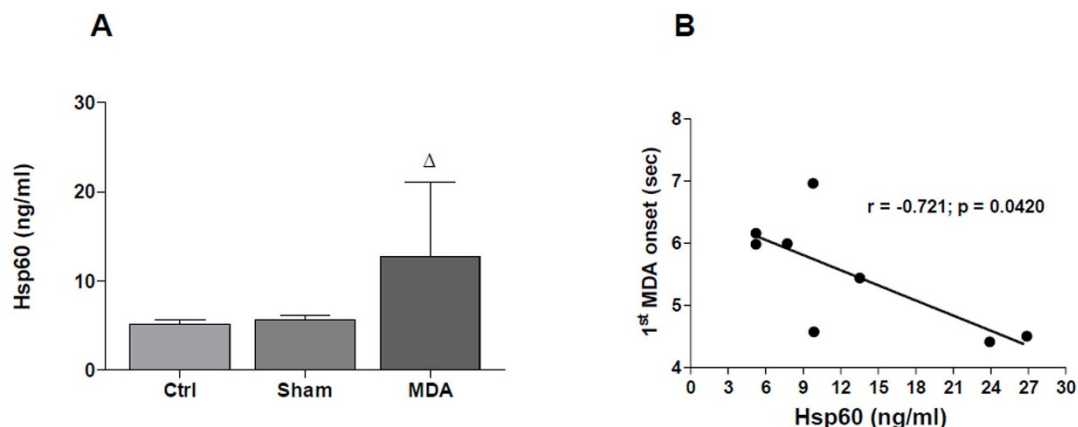 A
Hsp60 (ng/ml)
30
20
10
0
Δ
Ctrl Sham MDA
B
1st MDA onset (sec)
8
7
6
5
4
r = -0.721; p = 0.0420
0 3 6 9 12 15 18 21 24 27 30
Hsp60 (ng/ml)